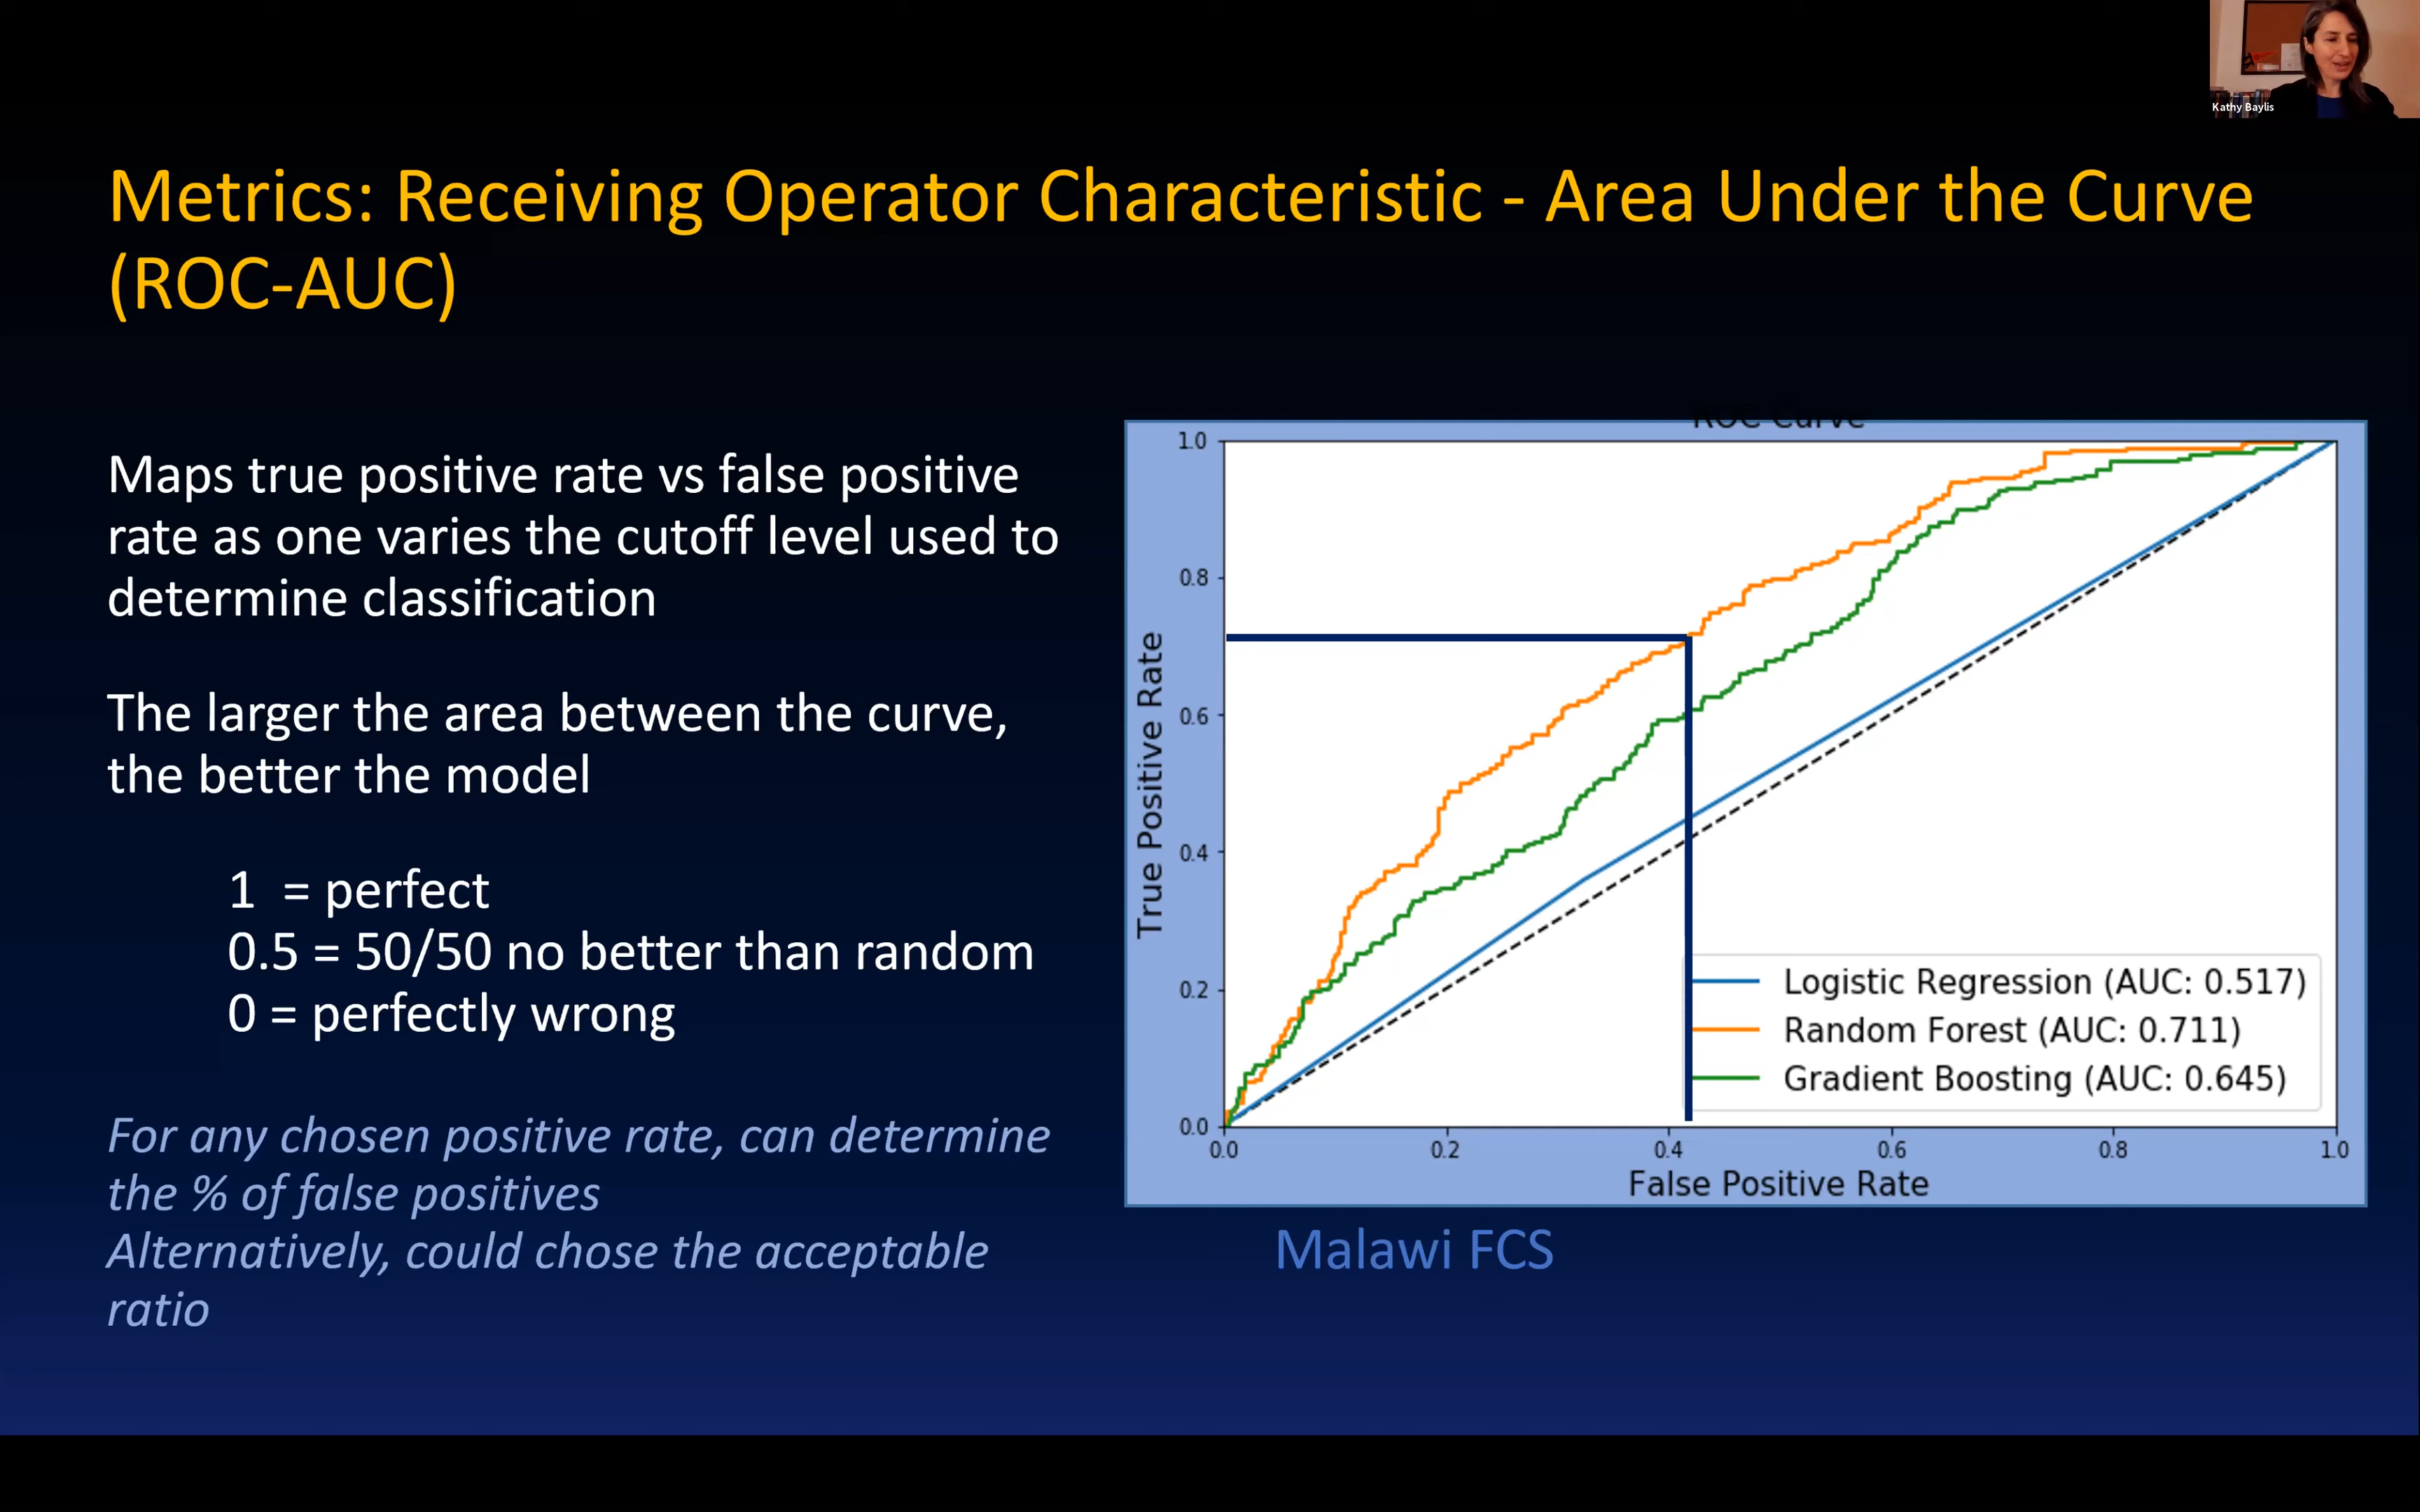 Kathy Baylis
Metrics: Receiving Operator Characteristic - Area Under the Curve
(ROC-AUC)
Maps true positive rate vs false positive
rate as one varies the cutoff level used to
determine classification
The larger the area between the curve,
the better the model
1 = perfect
0.5 = 50/50 no better than random
0 = perfectly wrong
For any chosen positive rate, can determine
the % of false positives
Alternatively, could chose the acceptable
ratio
ROC Curve
True Positive Rate
1.0
0.8
0.6
0.4
0.2
0.0
Logistic Regression (AUC: 0.517)
Random Forest (AUC: 0.711)
Gradient Boosting (AUC: 0.645)
0.0 0.2 0.4 0.6 0.8 1.0
False Positive Rate
Malawi FCS